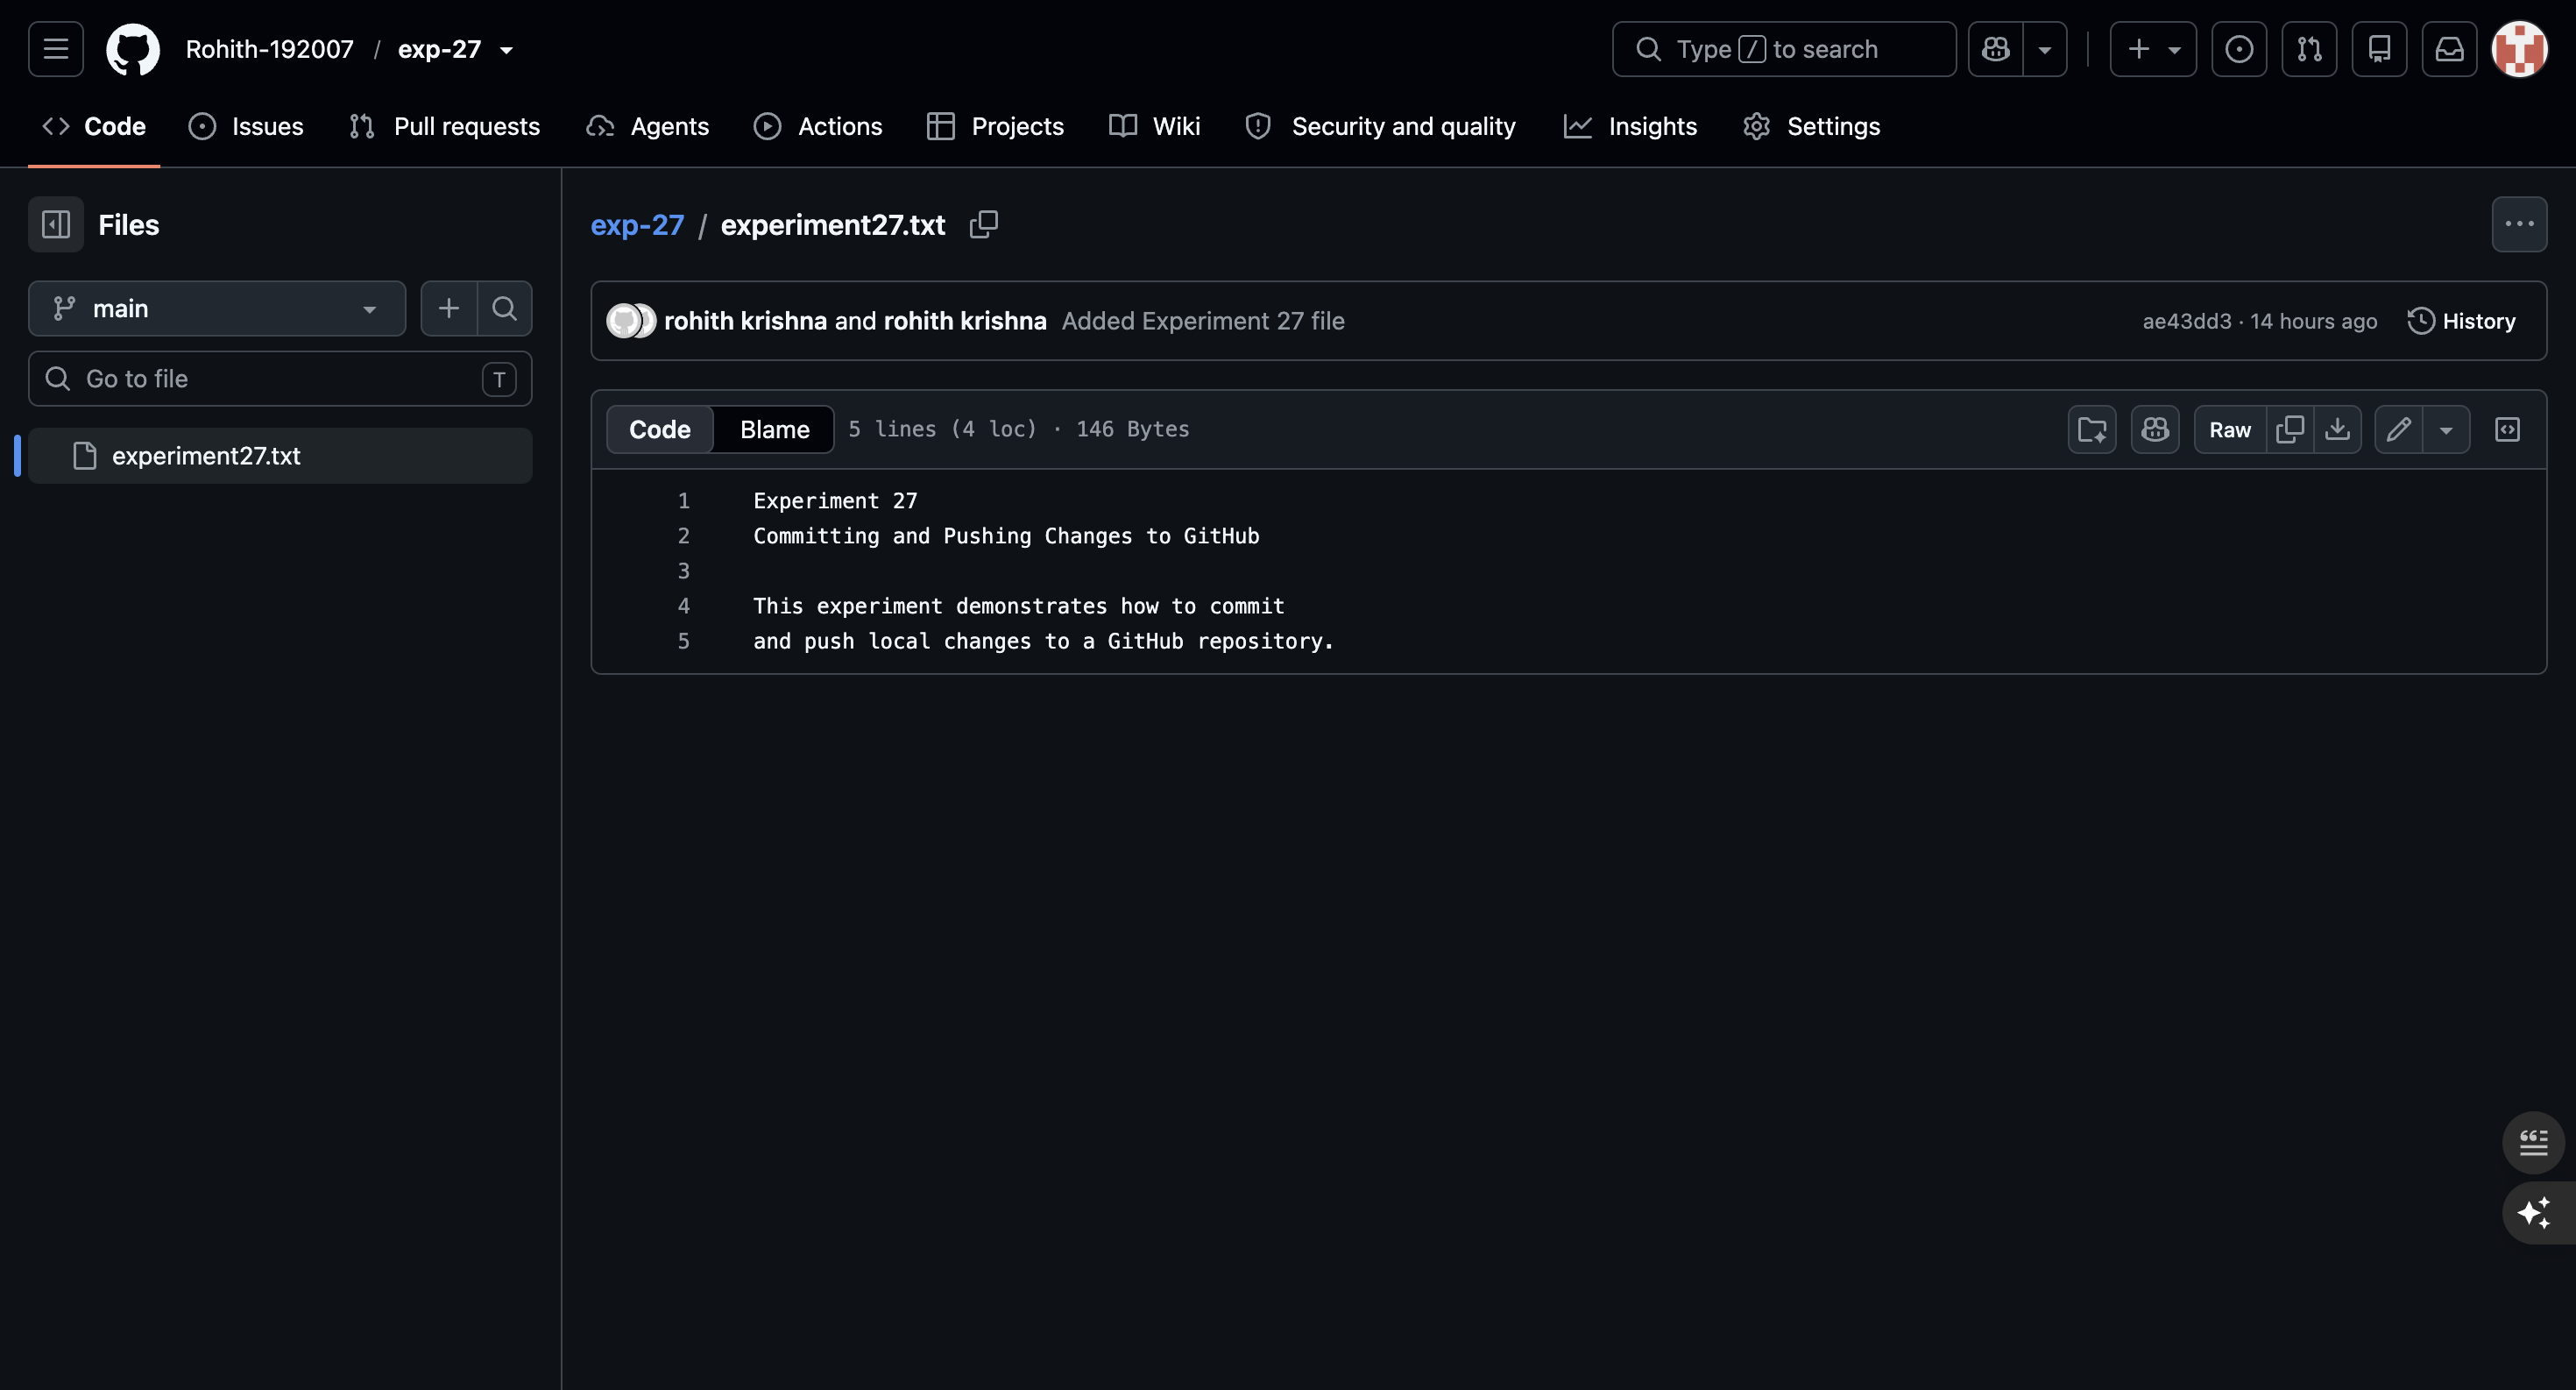 Rohith-192007 / exp-27
Type / to search
Code
Issues
Pull requests
Agents
Actions
Projects
Wiki
Security and quality
Insights
Settings
Files
main
Go to file
T
experiment27.txt
exp-27 / experiment27.txt
rohith krishna and rohith krishna Added Experiment 27 file
ae43dd3 · 14 hours ago
History
Code
Blame
5 lines (4 loc) · 146 Bytes
Raw
1 Experiment 27
2 Committing and Pushing Changes to GitHub
3
4 This experiment demonstrates how to commit
5 and push local changes to a GitHub repository.